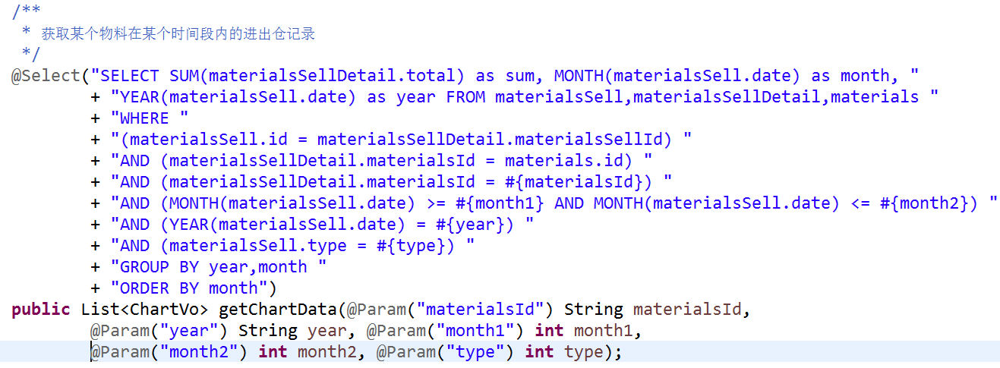 /**
 * 获取某个物料在某个时间段内的进出仓记录
 */
@Select("SELECT SUM(materialsSellDetail.total) as sum, MONTH(materialsSell.date) as month, "
        + "YEAR(materialsSell.date) as year FROM materialsSell,materialsSellDetail,materials "
        + "WHERE "
        + "(materialsSell.id = materialsSellDetail.materialsSellId) "
        + "AND (materialsSellDetail.materialsId = materials.id) "
        + "AND (materialsSellDetail.materialsId = #{materialsId}) "
        + "AND (MONTH(materialsSell.date) >= #{month1} AND MONTH(materialsSell.date) <= #{month2}) "
        + "AND (YEAR(materialsSell.date) = #{year}) "
        + "AND (materialsSell.type = #{type}) "
        + "GROUP BY year,month "
        + "ORDER BY month")
public List<ChartVo> getChartData(@Param("materialsId") String materialsId,
        @Param("year") String year, @Param("month1") int month1,
        @Param("month2") int month2, @Param("type") int type);